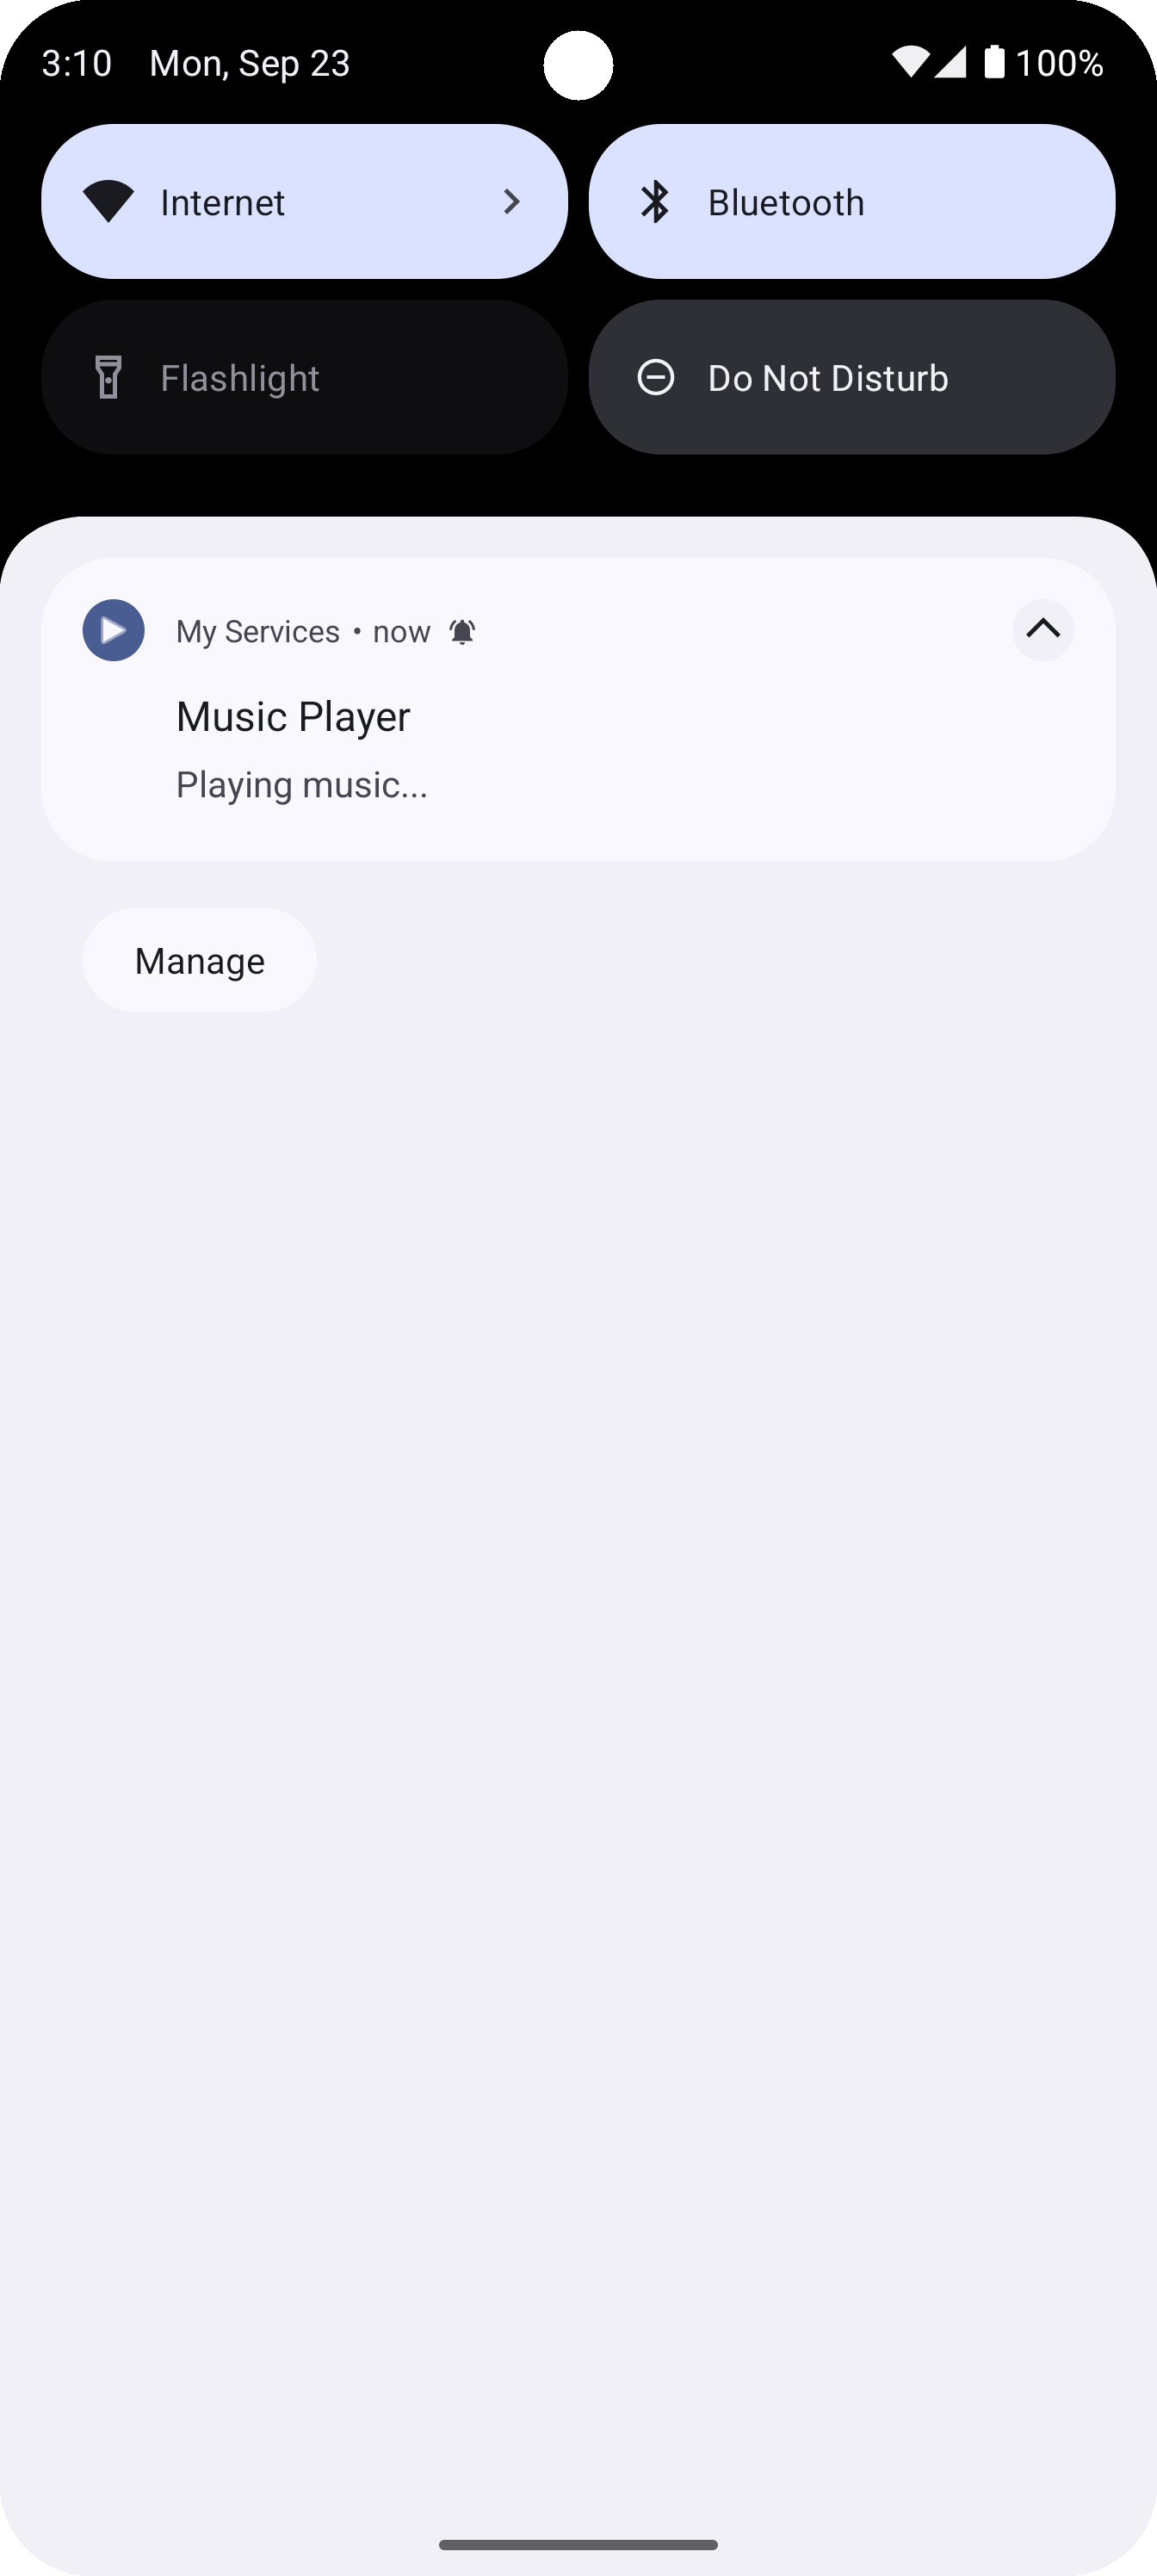 3:10 Mon, Sep 23 100%
Internet Bluetooth
Flashlight Do Not Disturb
My Services • now
Music Player
Playing music...
Manage